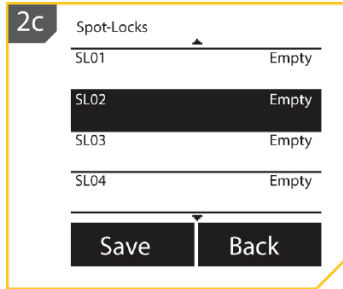 2c
Spot-Locks
SL01 Empty
SL02 Empty
SL03 Empty
SL04 Empty
Save Back